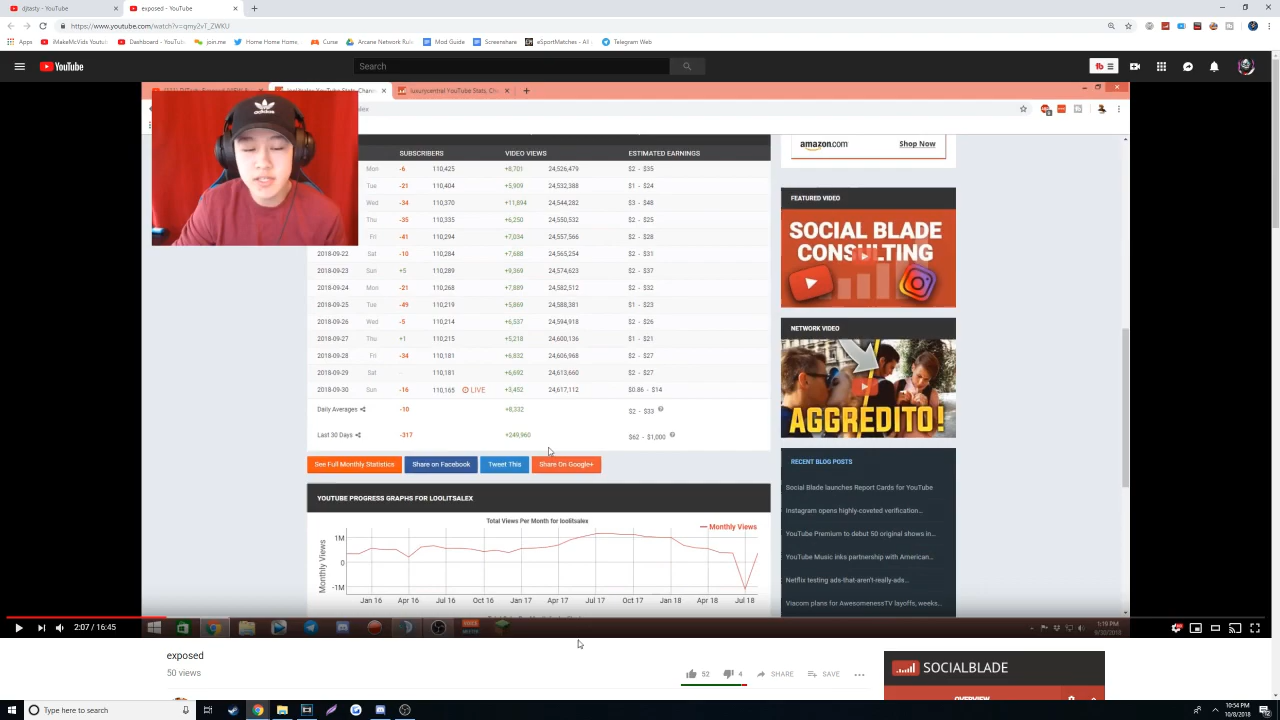 djtasty - YouTube
exposed - YouTube
https://www.youtube.com/watch?v=qmy2vT_ZWKU
Apps
iMakeMcVids Youtub
Dashboard - YouTu
join.me
Home Home Home
Curse
Arcane Network Rule
Mod Guide
Screenshare
eSportMatches - All
Telegram Web
YouTube
Search
loolitsalex YouTube Stats, Chann
luxurycentral YouTube Stats, Ch
SUBSCRIBERS VIDEO VIEWS ESTIMATED EARNINGS
Mon -6 110,425 +8,701 24,526,479 $2 - $35
Tue -21 110,404 +5,909 24,532,388 $1 - $24
Wed -34 110,370 +11,894 24,544,282 $3 - $48
Thu -35 110,335 +6,250 24,550,532 $2 - $25
Fri -41 110,294 +7,034 24,557,566 $2 - $28
2018-09-22 Sat -10 110,284 +7,688 24,565,254 $2 - $31
2018-09-23 Sun +5 110,289 +9,369 24,574,623 $2 - $37
2018-09-24 Mon -21 110,268 +7,889 24,582,512 $2 - $32
2018-09-25 Tue -49 110,219 +5,869 24,588,381 $1 - $23
2018-09-26 Wed -5 110,214 +6,537 24,594,918 $2 - $26
2018-09-27 Thu +1 110,215 +5,218 24,600,136 $1 - $21
2018-09-28 Fri -34 110,181 +6,832 24,606,968 $2 - $27
2018-09-29 Sat - 110,181 +6,692 24,613,660 $2 - $27
2018-09-30 Sun -16 110,165 LIVE +3,452 24,617,112 $0.86 - $14
Daily Averages -10 +8,332 $2 - $33
Last 30 Days -317 +249,960 $62 - $1,000
See Full Monthly Statistics
Share on Facebook
Tweet This
Share On Google+
YOUTUBE PROGRESS GRAPHS FOR LOOLITSALEX
Total Views Per Month for loolitsalex
Monthly Views
Monthly Views
1M
0
-1M
Jan 16 Apr 16 Jul 16 Oct 16 Jan 17 Apr 17 Jul 17 Oct 17 Jan 18 Apr 18 Jul 18
amazon.com
Shop Now
FEATURED VIDEO
SOCIAL BLADE
CONSULTING
NETWORK VIDEO
AGGREDITO!
RECENT BLOG POSTS
Social Blade launches Report Cards for YouTube
Instagram opens highly-coveted verification...
YouTube Premium to debut 50 original shows in...
YouTube Music inks partnership with American...
Netflix testing ads-that-aren't-really-ads...
Viacom plans for AwesomenessTV layoffs, weeks...
1:19 PM
9/30/2018
2:07 / 16:45
exposed
50 views
52
4
SHARE
SAVE
SOCIALBLADE
OVERVIEW
Type here to search
10:54 PM
10/8/2018